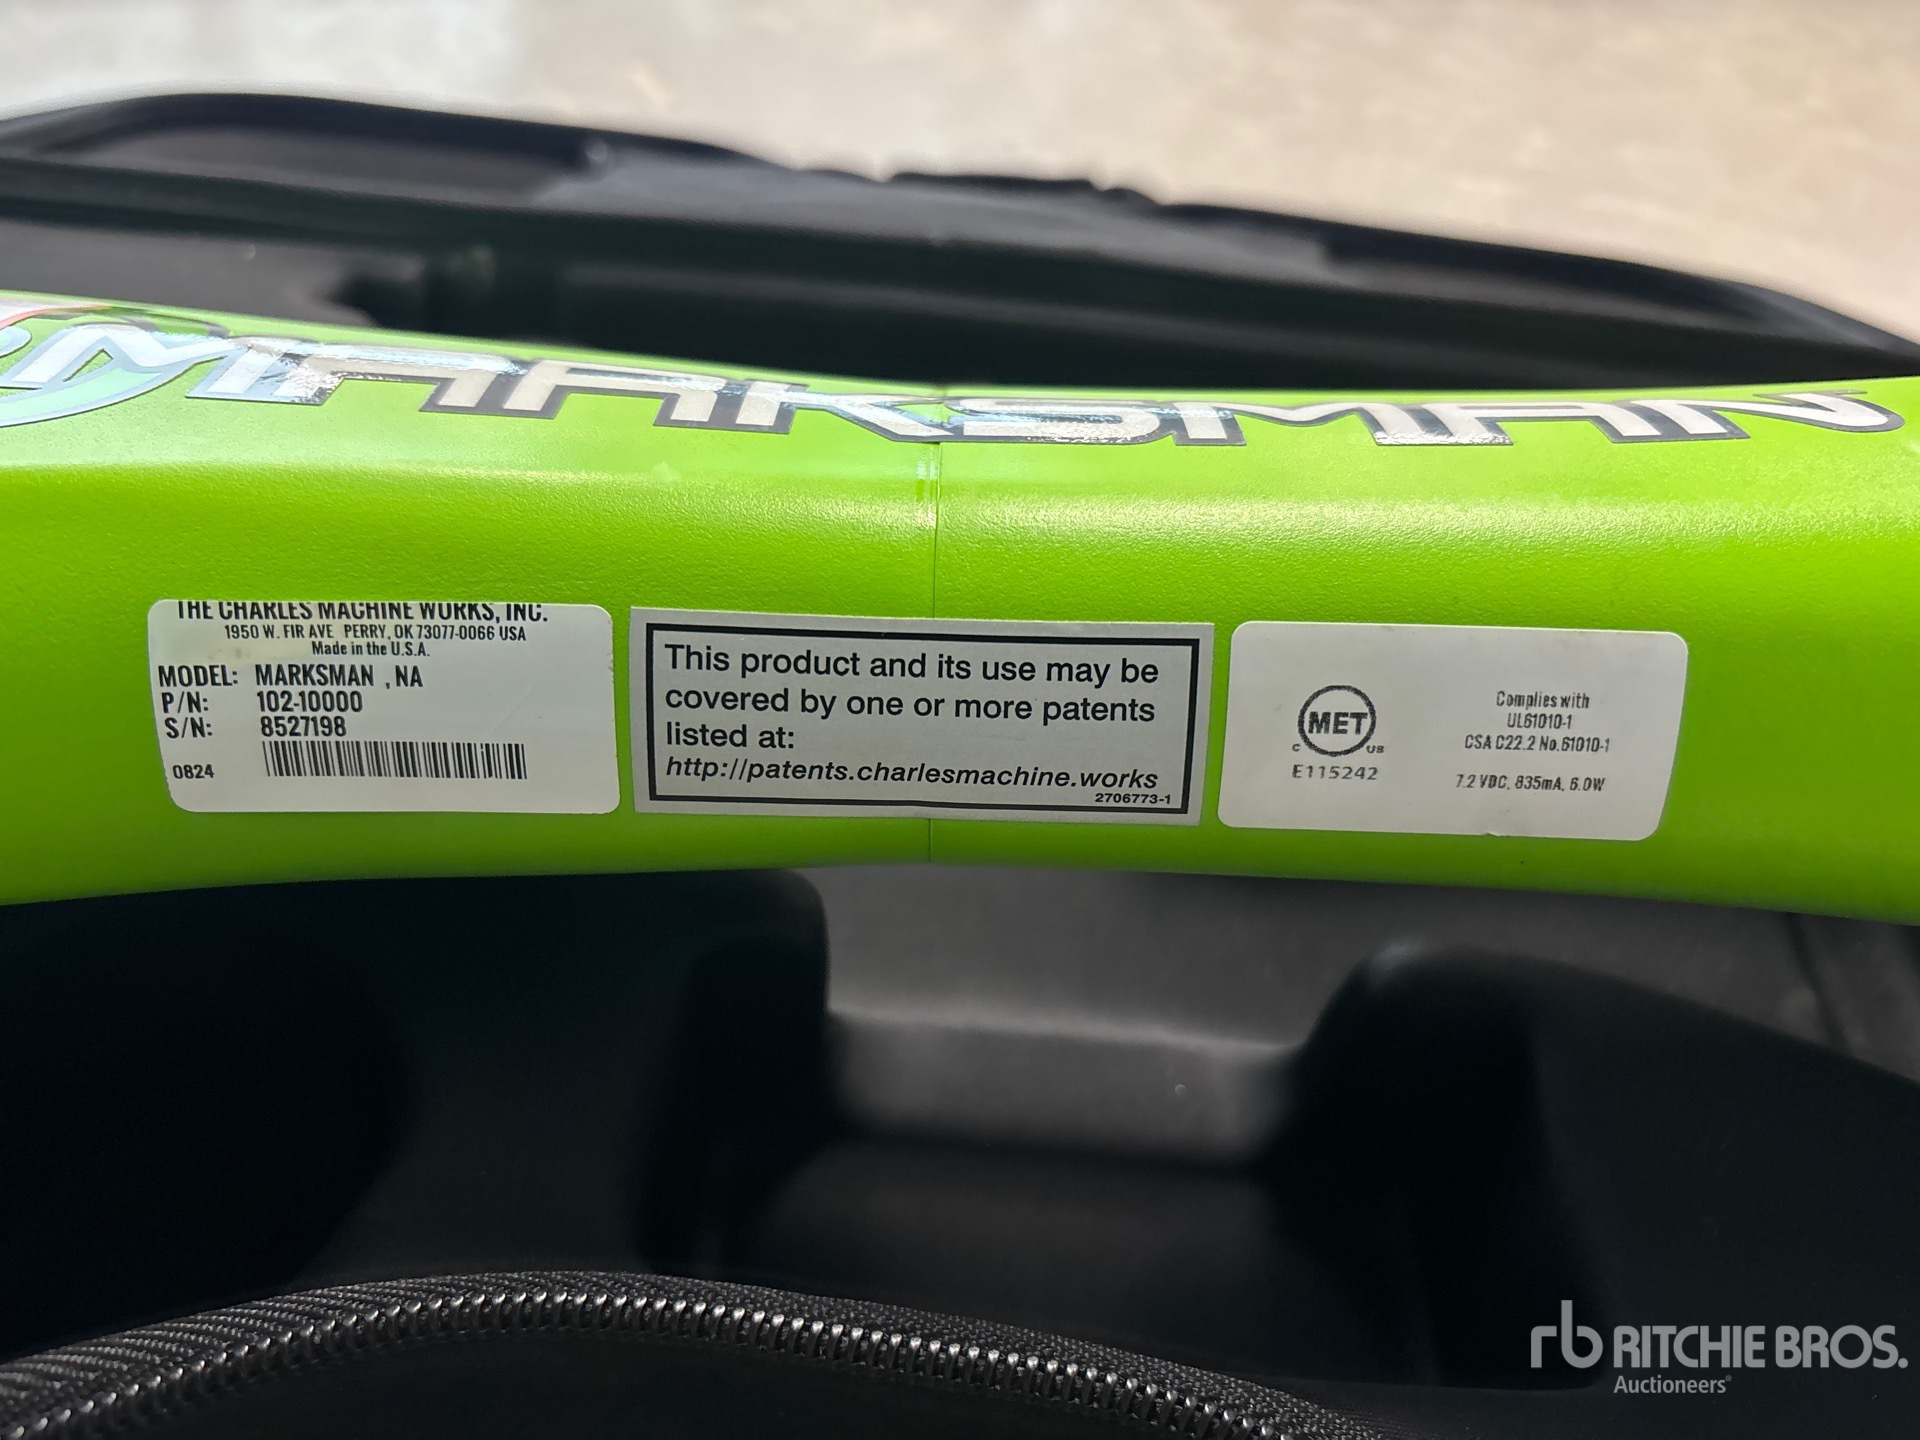 MARKSMAN
THE CHARLES MACHINE WORKS, INC.
1950 W. FIR AVE PERRY, OK 73077-0066 USA
Made in the U.S.A.
MODEL: MARKSMAN , NA
P/N: 102-10000
S/N: 8527198
0824
This product and its use may be
covered by one or more patents
listed at:
http://patents.charlesmachine.works
2706773-1
MET
C US
E115242
Complies with
UL61010-1
CSA C22.2 No.61010-1
7.2 VDC, 835mA, 6.0W
rb RITCHIE BROS.
Auctioneers®